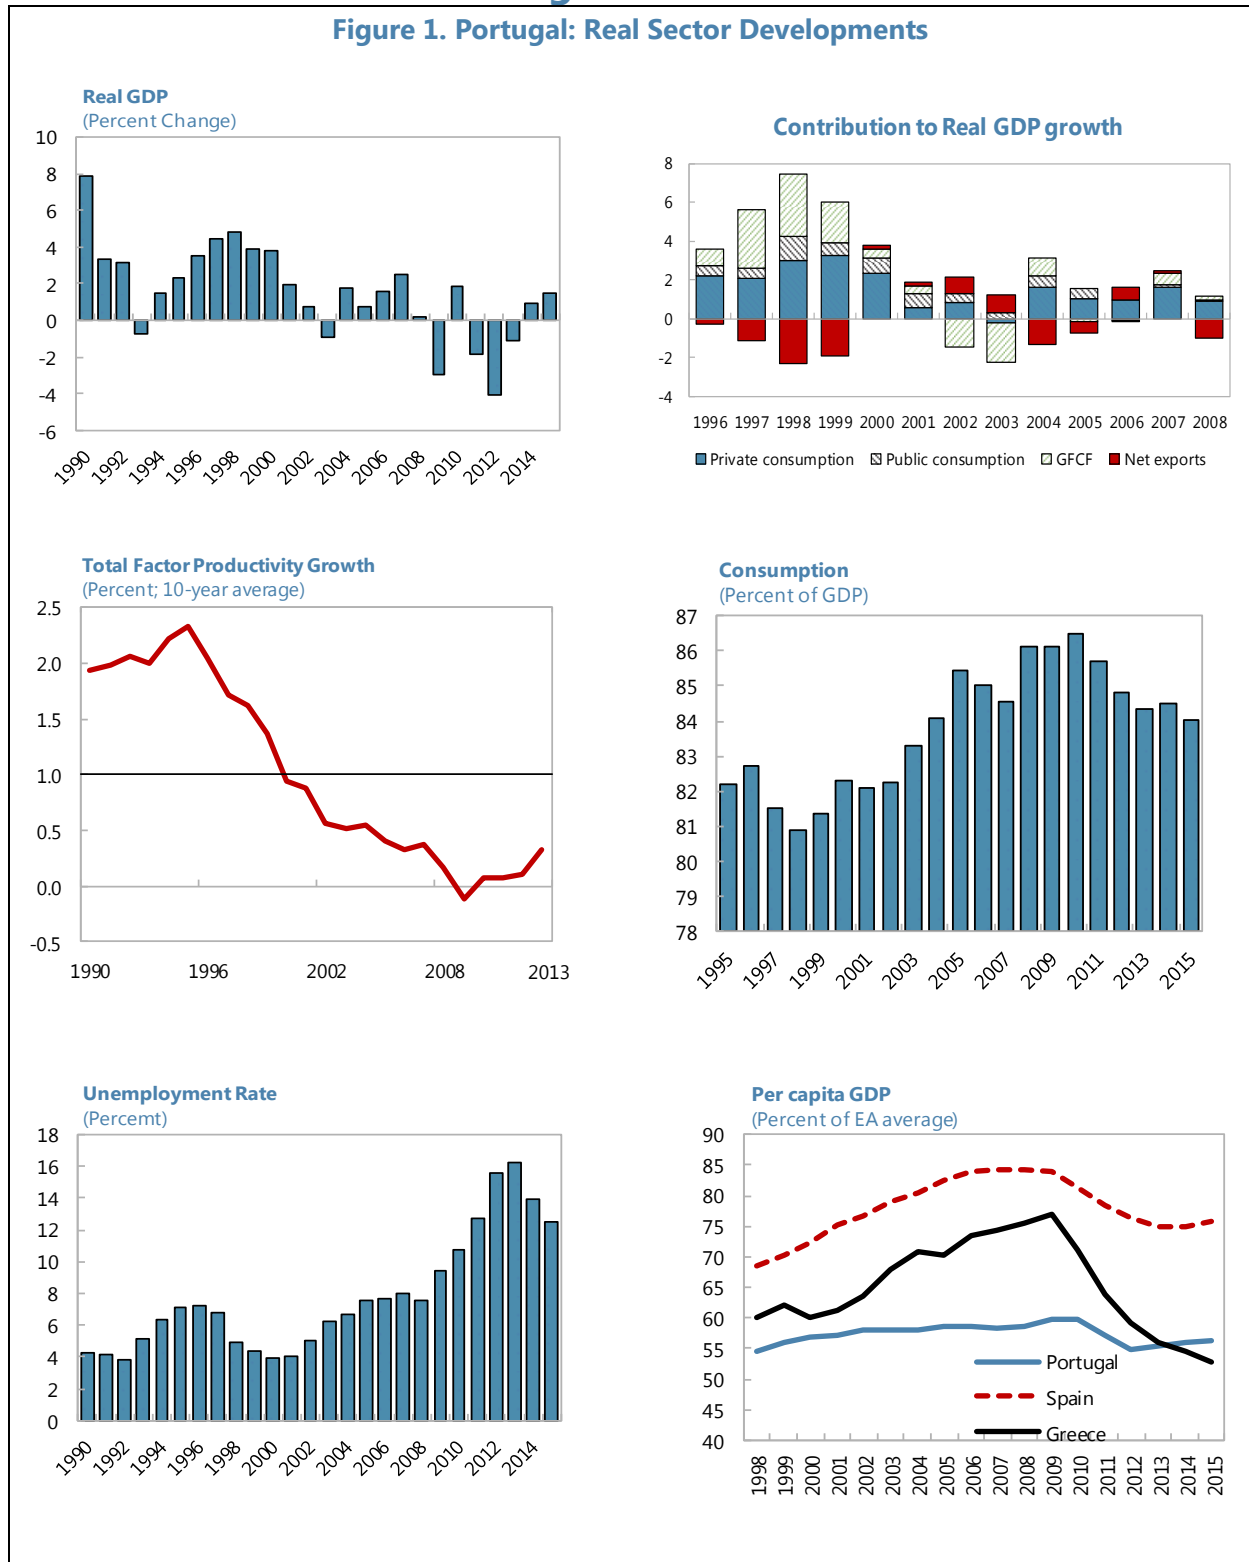 Figure 1. Portugal: Real Sector Developments
Real GDP
(Percent Change)
10
8
6
4
2
0
-2
-4
-6
1990 1992 1994 1996 1998 2000 2002 2004 2006 2008 2010 2012 2014
Contribution to Real GDP growth
8
6
4
2
0
-2
-4
1996 1997 1998 1999 2000 2001 2002 2003 2004 2005 2006 2007 2008
Private consumption Public consumption GFCF Net exports
Total Factor Productivity Growth
(Percent; 10-year average)
2.5
2.0
1.5
1.0
0.5
0.0
-0.5
1990 1996 2002 2008 2013
Consumption
(Percent of GDP)
87
86
85
84
83
82
81
80
79
78
1995 1997 1999 2001 2003 2005 2007 2009 2011 2013 2015
Unemployment Rate
(Percemt)
18
16
14
12
10
8
6
4
2
0
1990 1992 1994 1996 1998 2000 2002 2004 2006 2008 2010 2012 2014
Per capita GDP
(Percent of EA average)
90
85
80
75
70
65
60
55
50
45
40
Portugal
Spain
Greece
1998 1999 2000 2001 2002 2003 2004 2005 2006 2007 2008 2009 2010 2011 2012 2013 2014 2015